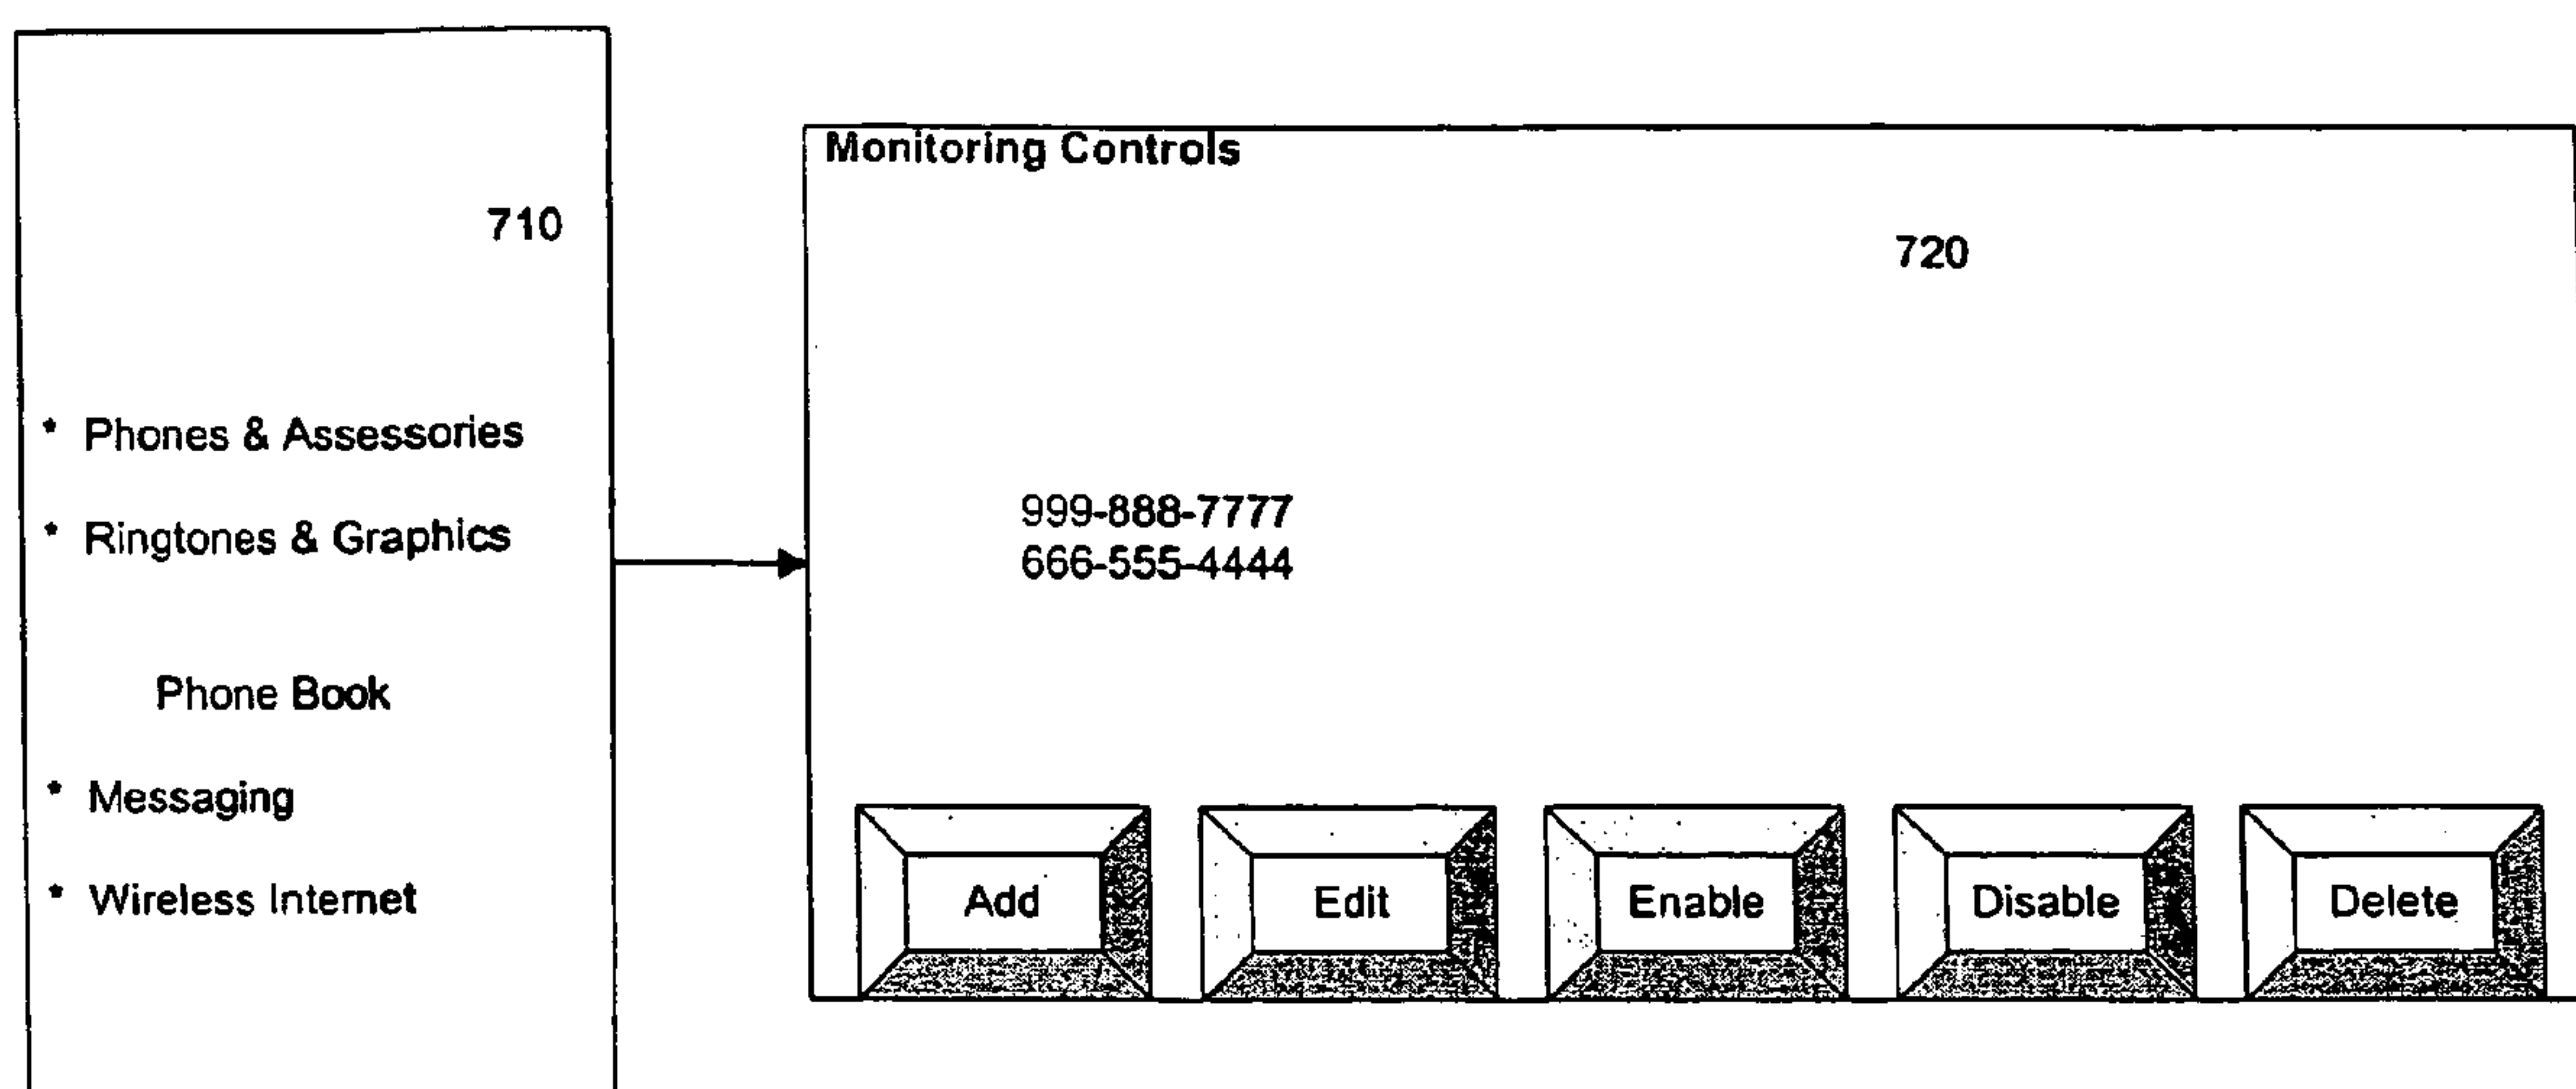 710
* Phones & Assessories
* Ringtones & Graphics
Phone Book
* Messaging
* Wireless Internet
Monitoring Controls
720
999-888-7777
666-555-4444
Add
Edit
Enable
Disable
Delete